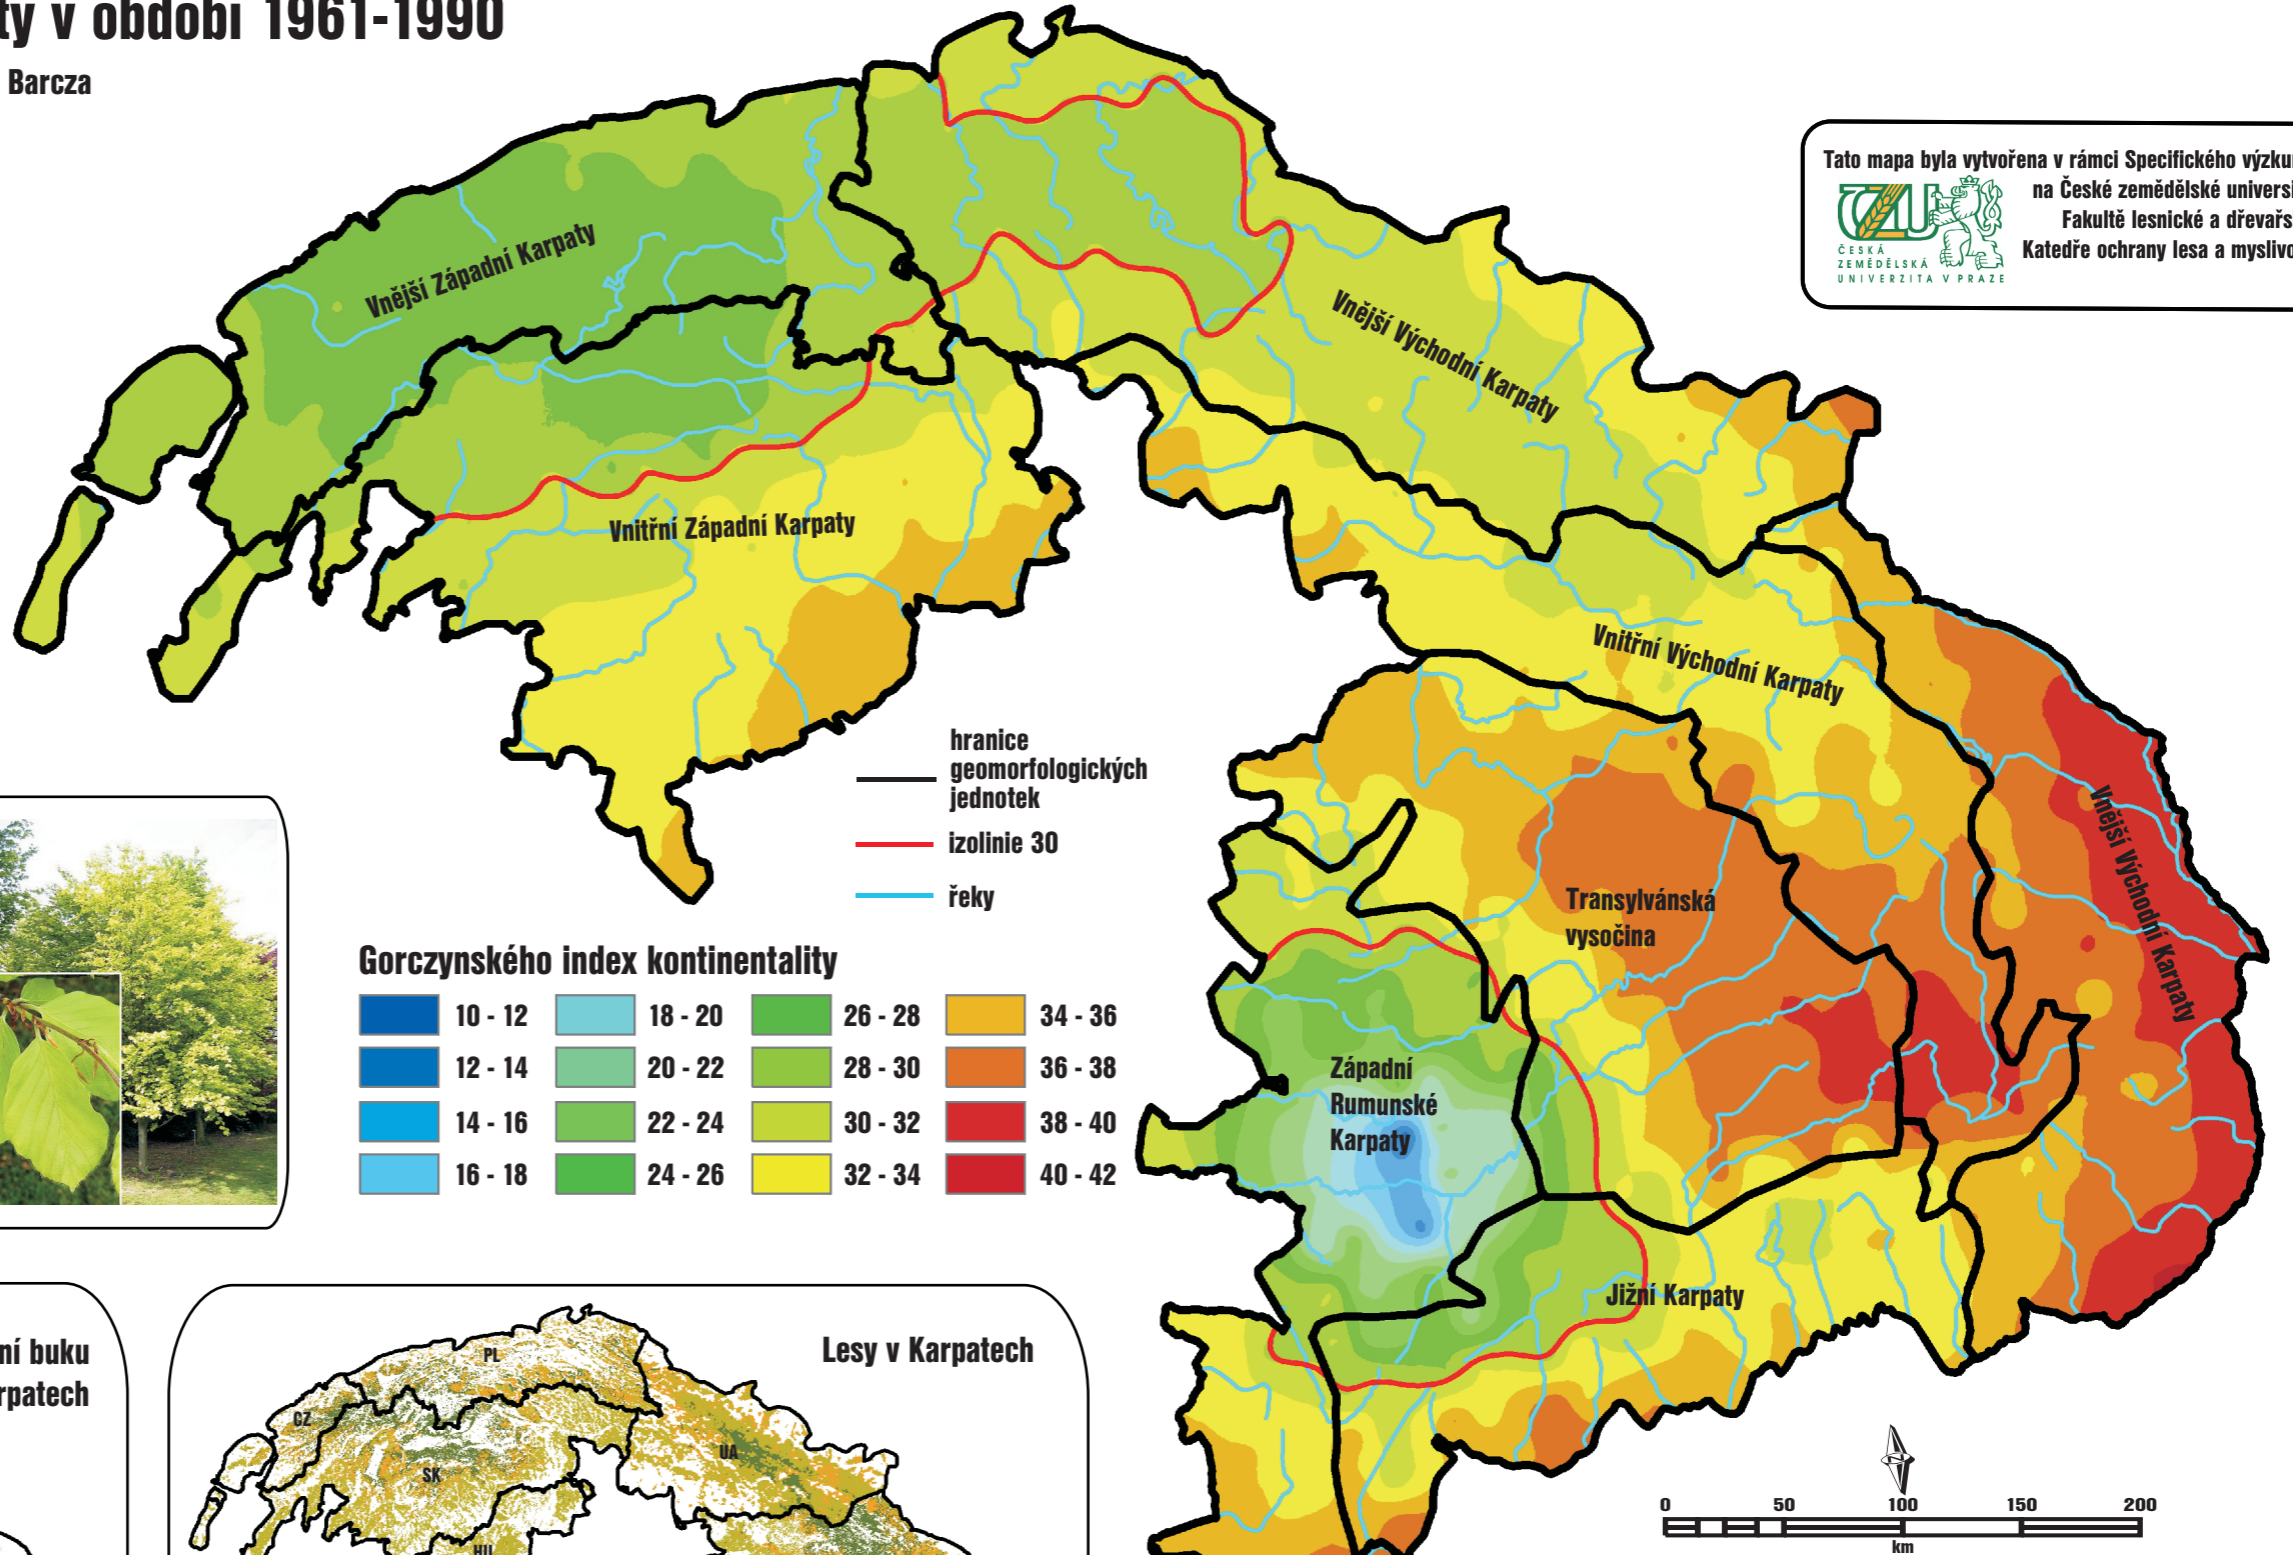 ty v období 1961-1990
Barcza
Tato mapa byla vytvořena v rámci Specifického
na České zemědělské
Fakultě lesnické a
Katedře ochrany lesa a
ČZU
ČESKÁ
ZEMĚDĚLSKÁ
UNIVERZITA V PRAZE
Vnější Západní Karpaty
Vnější Východní Karpaty
Vnitřní Západní Karpaty
Vnitřní Východní Karpaty
Vnější Východní Karpaty
Transylvánská
vysočina
Západní
Rumunské
Karpaty
Jižní Karpaty
hranice
geomorfologických
jednotek
izolinie 30
řeky
Gorczynského index kontinentality
10 - 12
18 - 20
26 - 28
34 - 36
12 - 14
20 - 22
28 - 30
36 - 38
14 - 16
22 - 24
30 - 32
38 - 40
16 - 18
24 - 26
32 - 34
40 - 42
ní buku
rpatech
Lesy v Karpatech
PL
CZ
SK
UA
HU
0 50 100 150 200
km